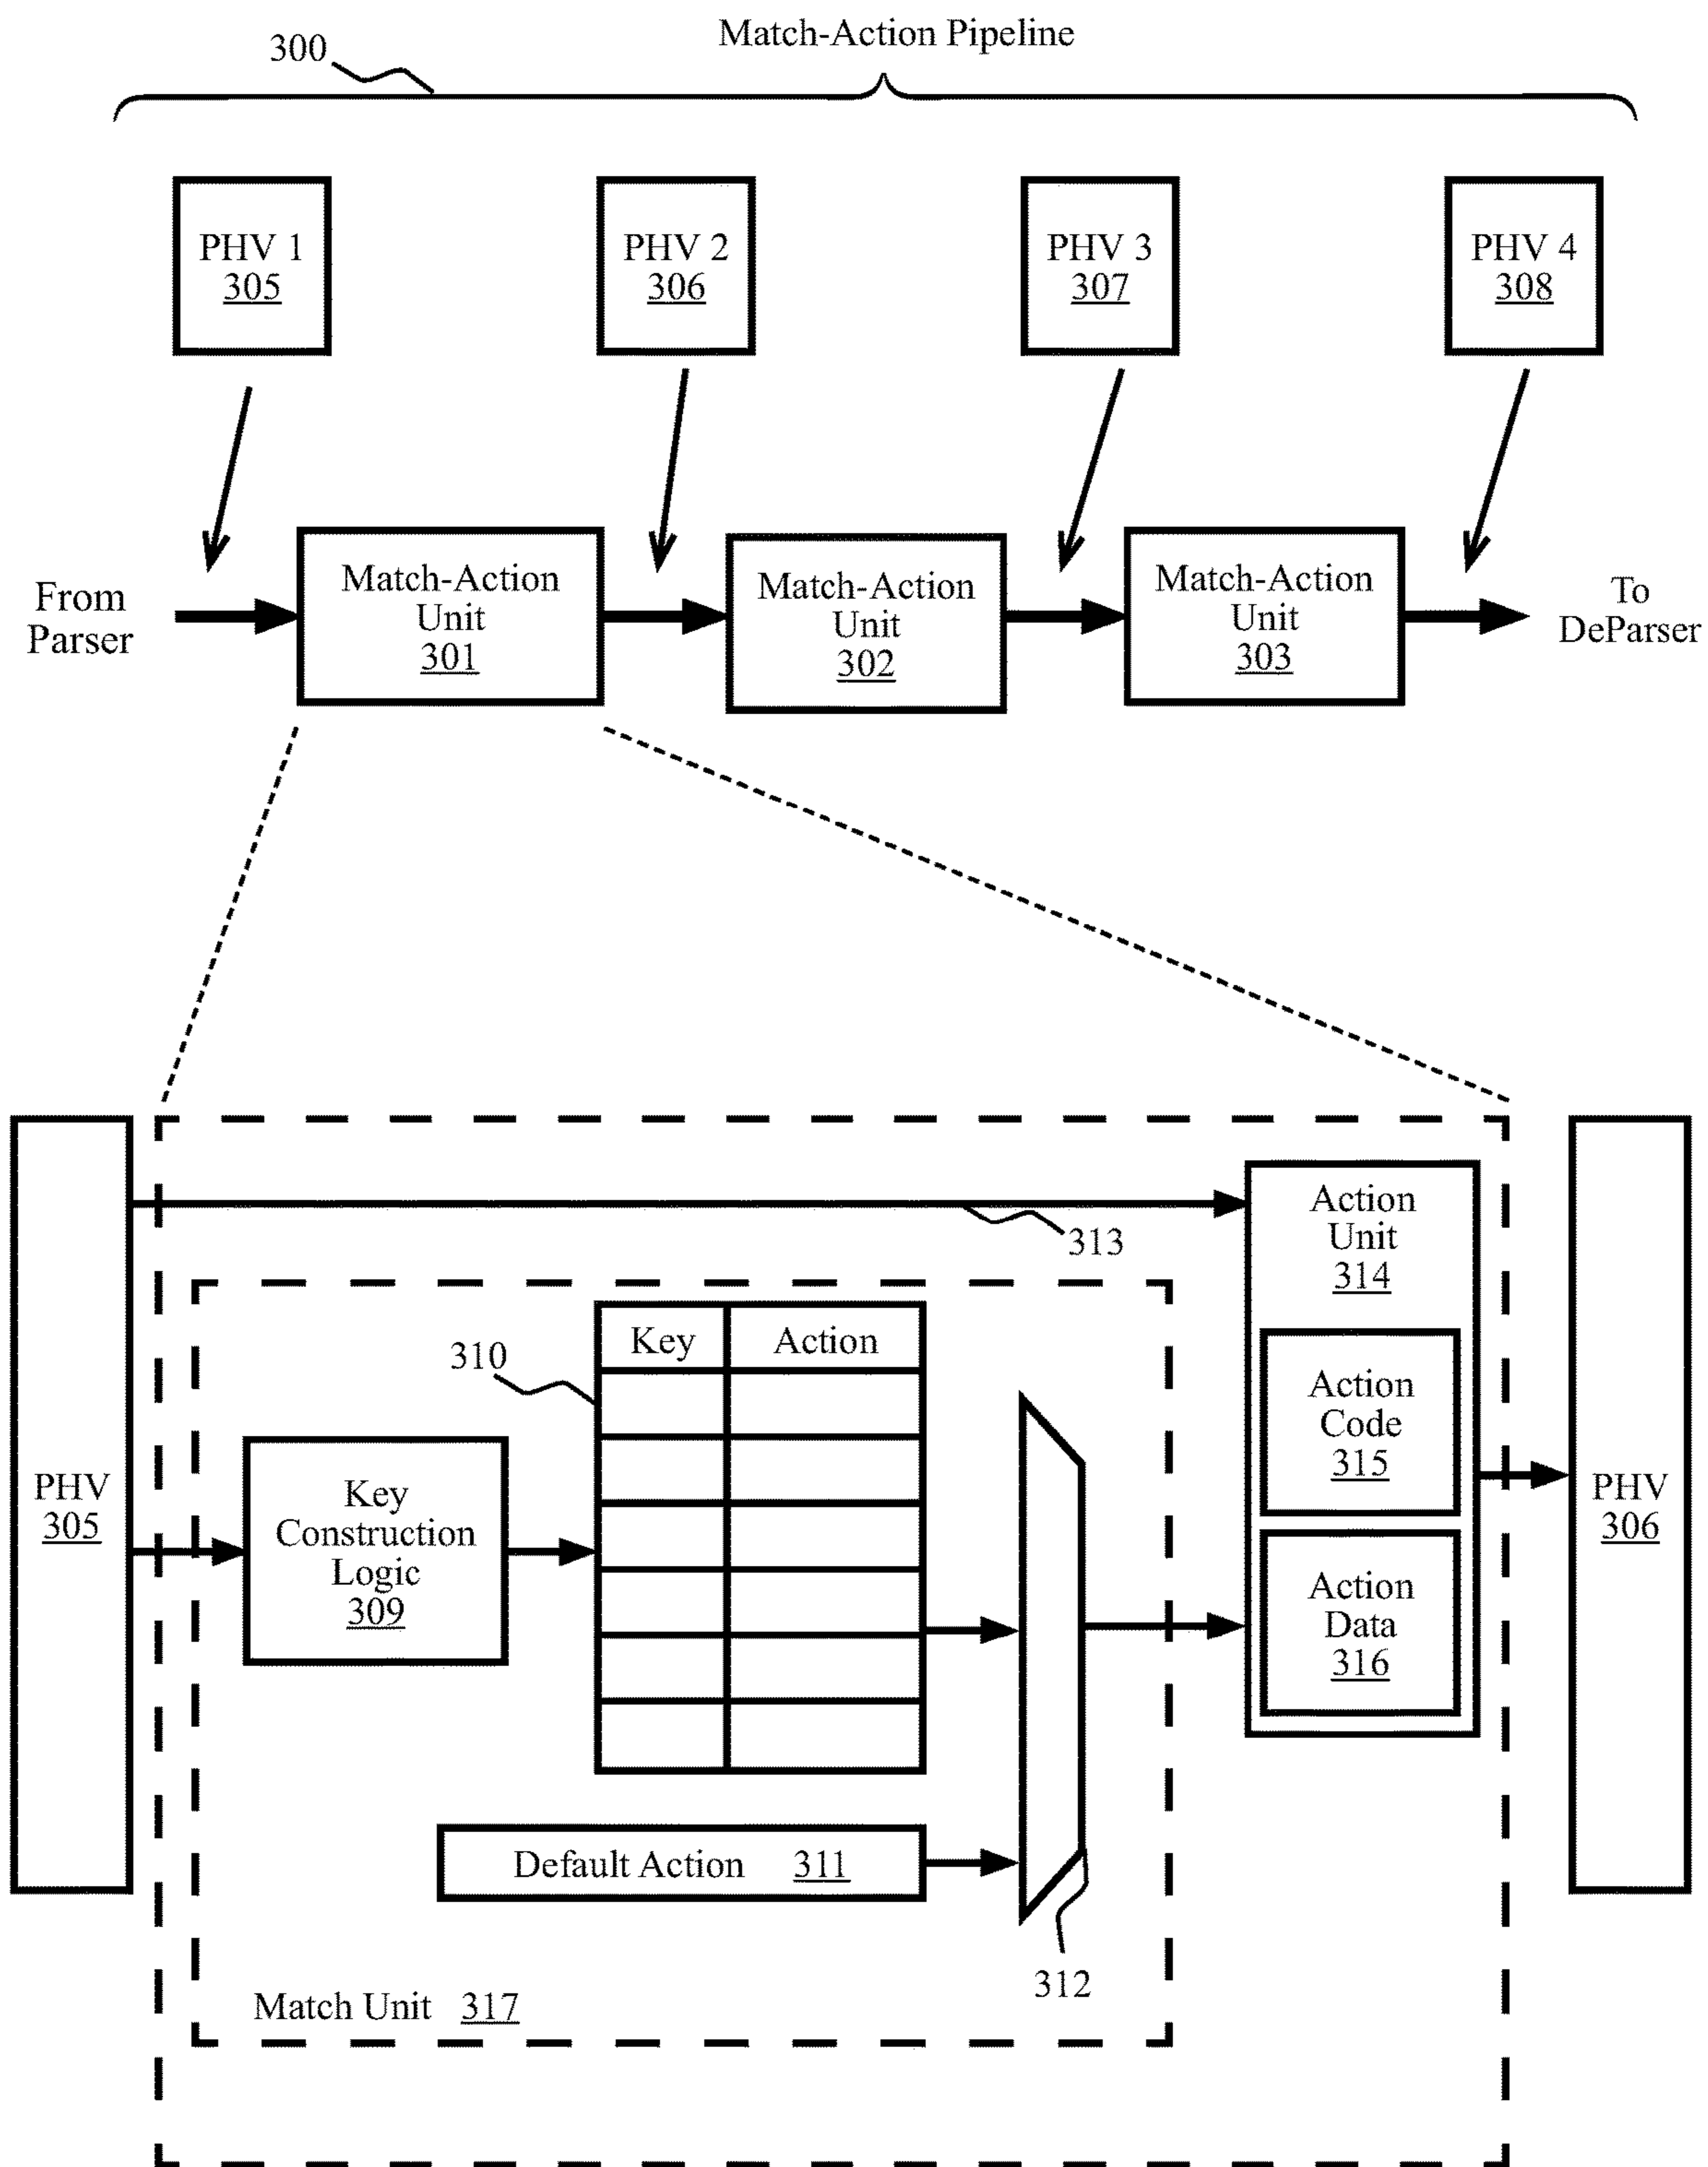 Match-Action Pipeline
300
PHV 1
305
PHV 2
306
PHV 3
307
PHV 4
308
From
Parser
Match-Action
Unit
301
Match-Action
Unit
302
Match-Action
Unit
303
To
DeParser
PHV
305
313
Action
Unit
314
310
Key
Action
Key
Construction
Logic
309
Action
Code
315
Action
Data
316
PHV
306
Default Action 311
312
Match Unit 317